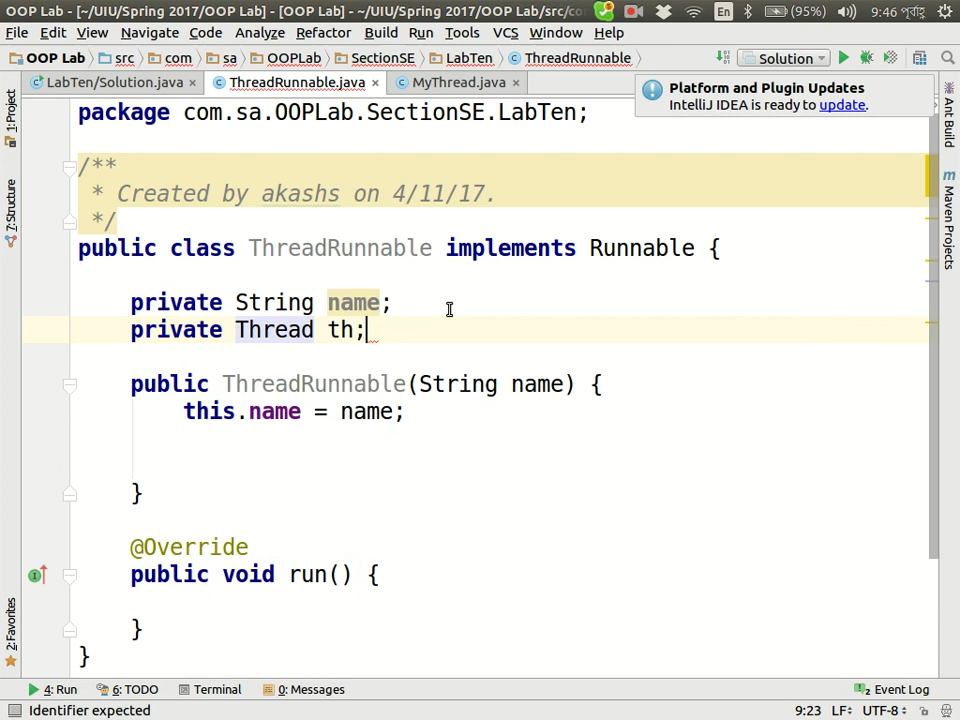 OOP Lab - [~/UIU/Spring 2017/OOP Lab] - [OOP Lab] - ~/UIU/Spring 2017/OOP Lab/src/co
En (95%) 9:46 পূর্বাহ্ণ
File Edit View Navigate Code Analyze Refactor Build Run Tools VCS Window Help
OOP Lab src com sa OOPLab SectionSE LabTen ThreadRunnable Solution
LabTen/Solution.java × ThreadRunnable.java × MyThread.java ×
Platform and Plugin Updates
IntelliJ IDEA is ready to update.
1: Project
7: Structure
2: Favorites
Ant Build
Maven Projects
package com.sa.OOPLab.SectionSE.LabTen;
/**
* Created by akashs on 4/11/17.
*/
public class ThreadRunnable implements Runnable {
private String name;
private Thread th;
public ThreadRunnable(String name) {
this.name = name;
}
@Override
public void run() {
}
}
4: Run 6: TODO Terminal 0: Messages 2 Event Log
Identifier expected 9:23 LF UTF-8